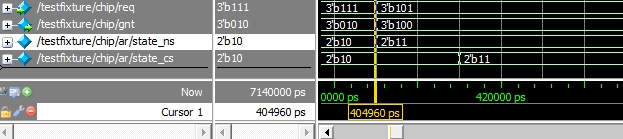 /testfixture/chip/req 3'b111 3'b111 3'b101
/testfixture/chip/gnt 3'b010 3'b010 3'b100
/testfixture/chip/ar/state_ns 2'b10 2'b10 2'b11
/testfixture/chip/ar/state_cs 2'b10 2'b10 2'b11
Now 7140000 ps 0000 ps 420000 ps
Cursor 1 404960 ps 404960 ps